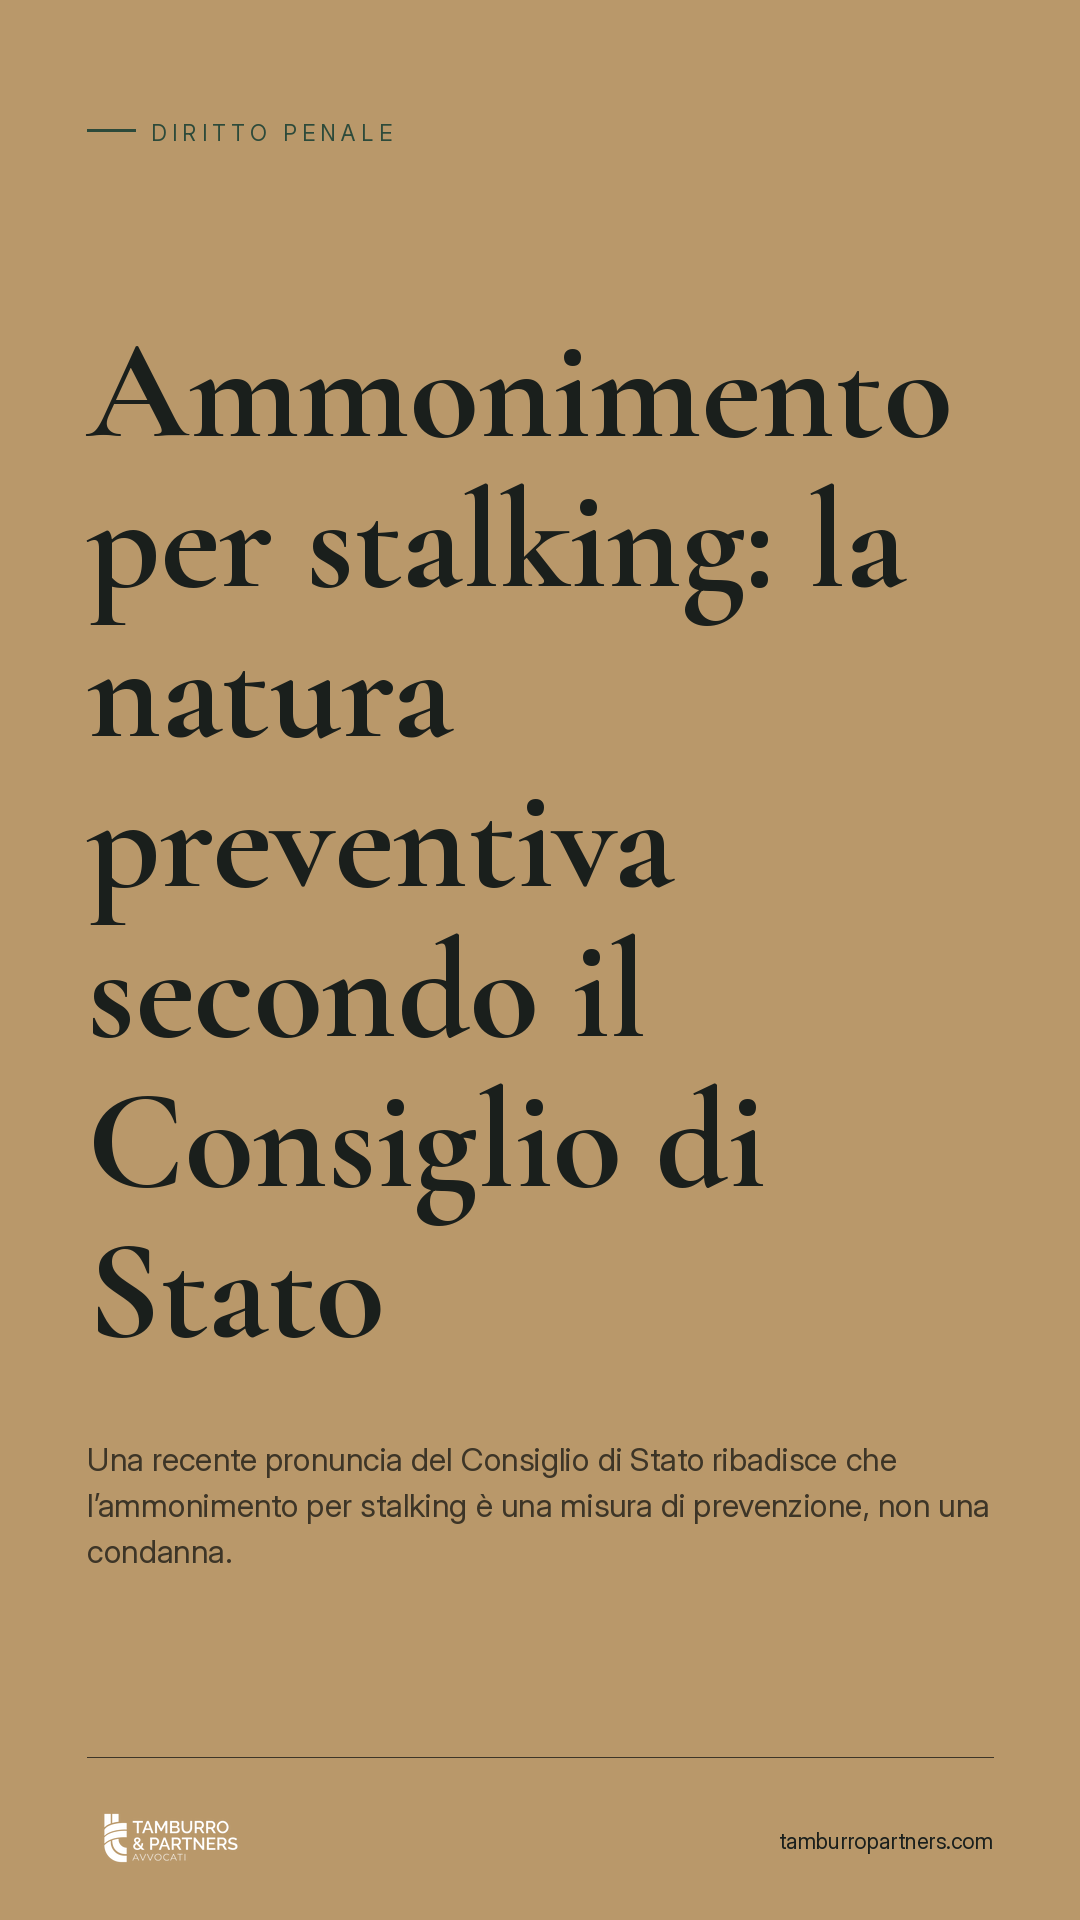 DIRITTO PENALE
Ammonimento
per stalking: la
natura
preventiva
secondo il
Consiglio di
Stato
Una recente pronuncia del Consiglio di Stato ribadisce che
l’ammonimento per stalking è una misura di prevenzione, non una
condanna.
TAMBURRO
& PARTNERS
AVVOCATI
tamburropartners.com